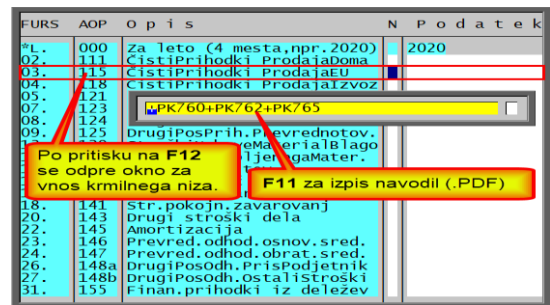 FURS AOP O p i s N P o d a t e k
*L. 000 Za leto (4 mesta,npr.2020) 2020
02. 111 ČistiPrihodki ProdajaDoma
03. 115 ČistiPrihodki ProdajaEU
04. 118 ČistiPrihodki ProdajaIzvoz
05. 121
07. 123 +PK760+PK762+PK765
08. 124
09. 125 DrugiPosPrih.Prevrednotov.
Po pritisku na F12
se odpre okno za
vnos krmilnega niza.
F11 za izpis navodil (.PDF)
18. 141 Str.pokojn.zavarovanj
20. 143 Drugi stroški dela
22. 145 Amortizacija
23. 146 Prevred.odhod.osnov.sred.
24. 147 Prevred.odhod.obrat.sred.
26. 148a DrugiPosOdh.PrisPodjetnik
27. 148b DrugiPosOdh.OstaliStroški
31. 155 Finan.prihodki iz deležev